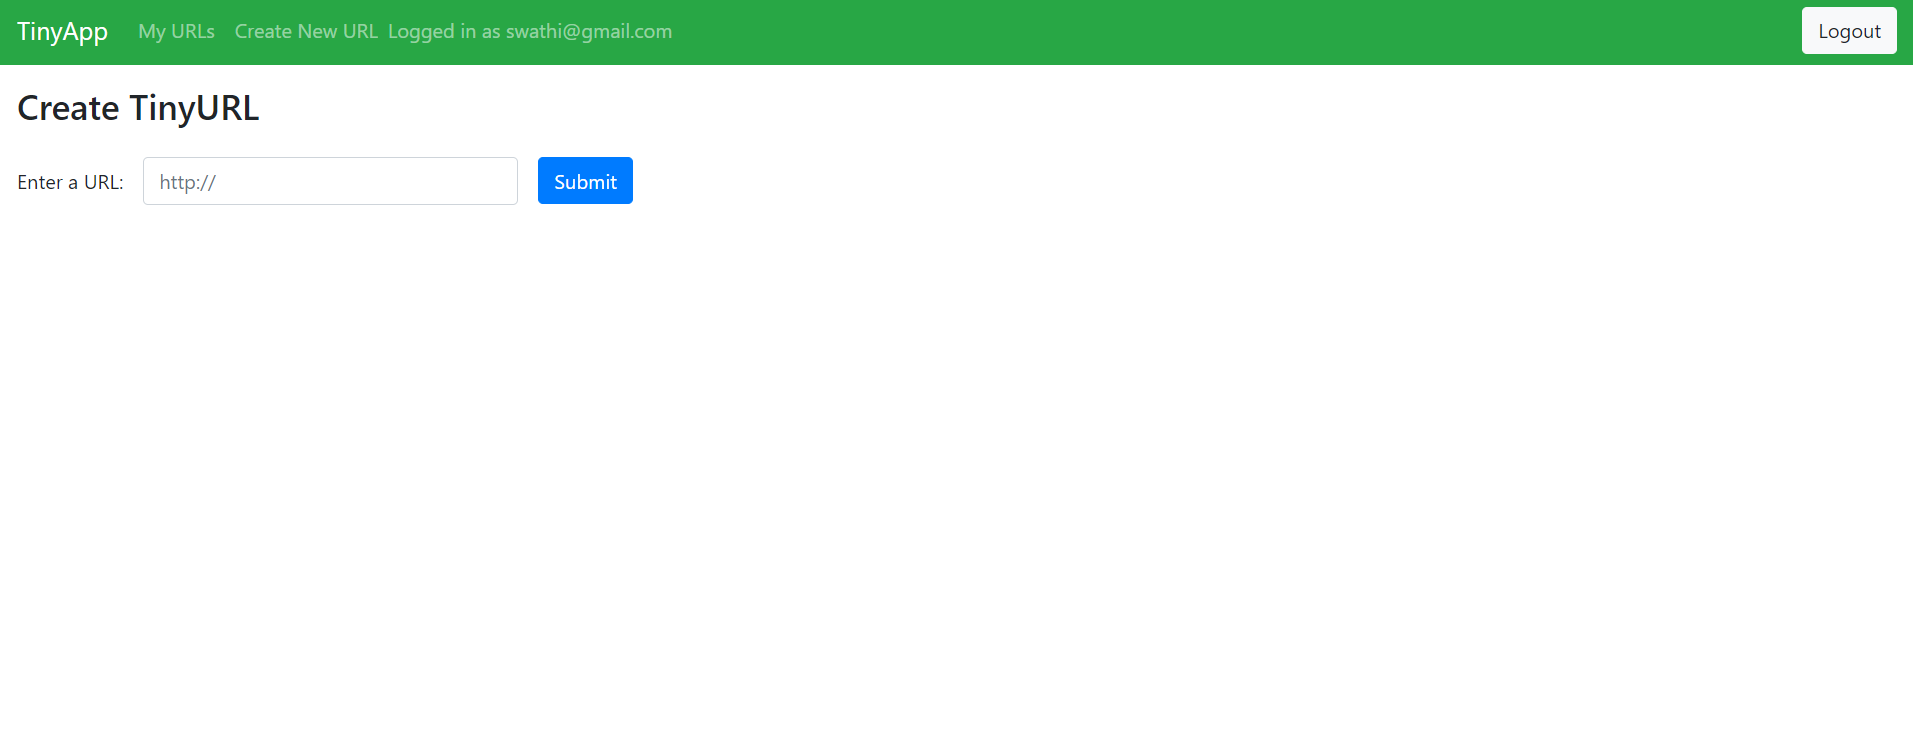 TinyApp My URLs Create New URL Logged in as swathi@gmail.com Logout
Create TinyURL
Enter a URL: http:// Submit